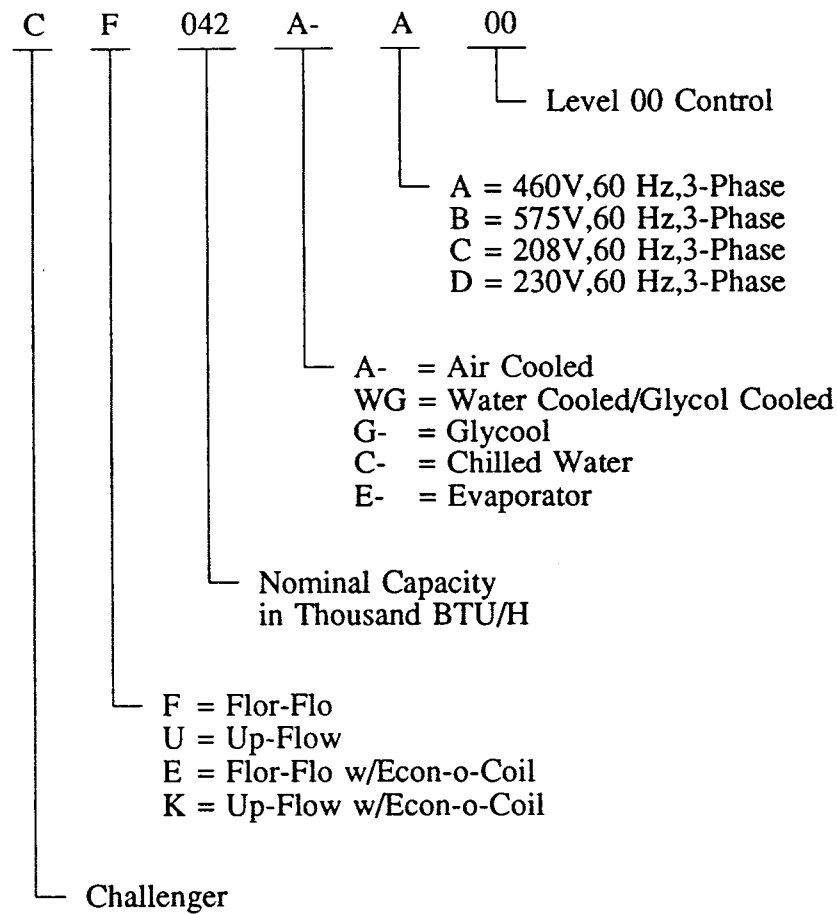 C F 042 A- A 00
Level 00 Control
A = 460V,60 Hz,3-Phase
B = 575V,60 Hz,3-Phase
C = 208V,60 Hz,3-Phase
D = 230V,60 Hz,3-Phase
A- = Air Cooled
WG = Water Cooled/Glycol Cooled
G- = Glycool
C- = Chilled Water
E- = Evaporator
Nominal Capacity
in Thousand BTU/H
F = Flor-Flo
U = Up-Flow
E = Flor-Flo w/Econ-o-Coil
K = Up-Flow w/Econ-o-Coil
Challenger